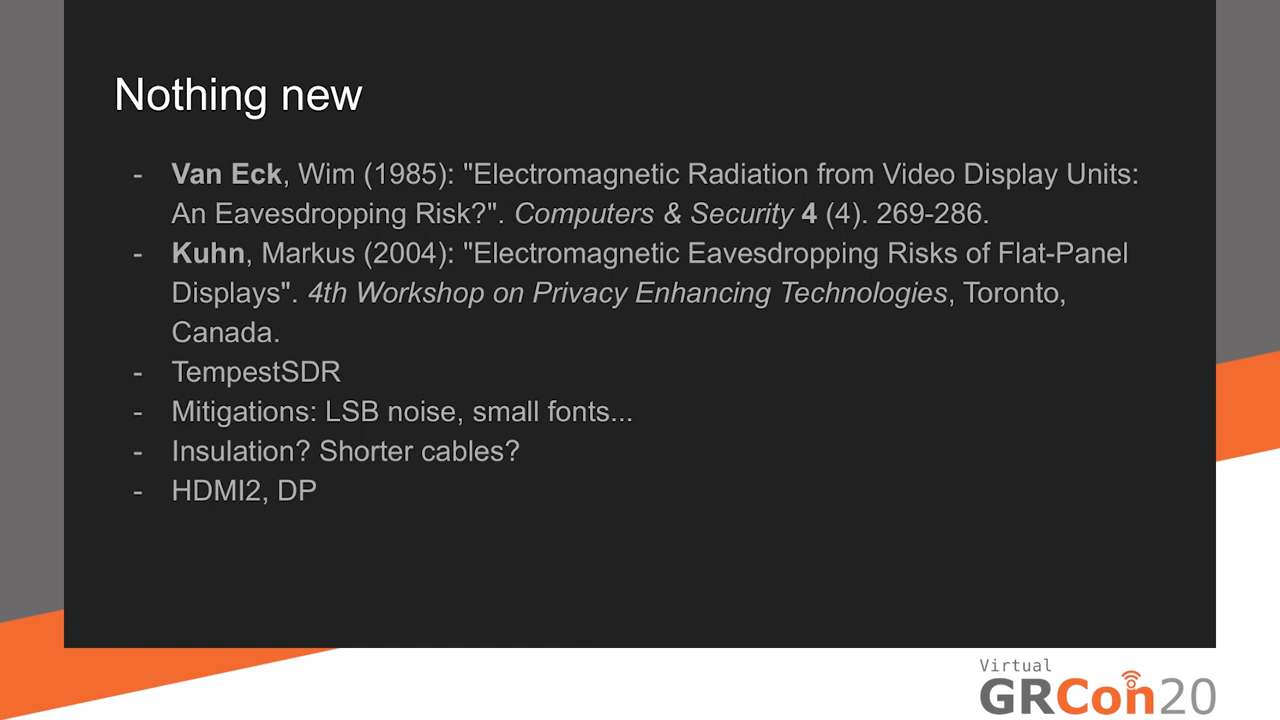 Nothing new
- Van Eck, Wim (1985): "Electromagnetic Radiation from Video Display Units:
An Eavesdropping Risk?". Computers & Security 4 (4). 269-286.
- Kuhn, Markus (2004): "Electromagnetic Eavesdropping Risks of Flat-Panel
Displays". 4th Workshop on Privacy Enhancing Technologies, Toronto,
Canada.
- TempestSDR
- Mitigations: LSB noise, small fonts...
- Insulation? Shorter cables?
- HDMI2, DP
Virtual
GRCon20